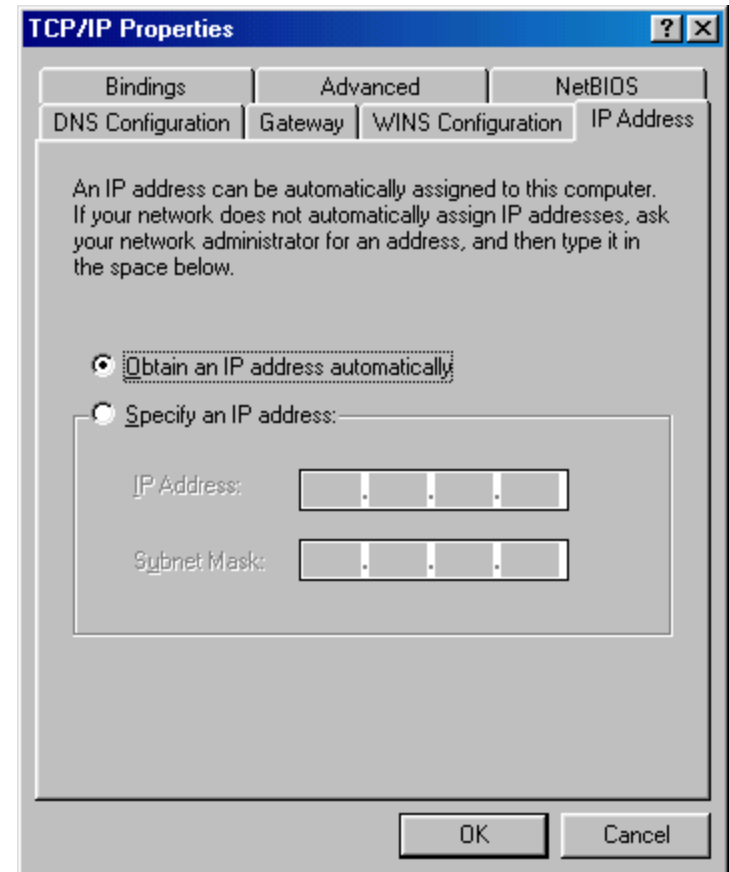 TCP/IP Properties
Bindings Advanced NetBIOS
DNS Configuration Gateway WINS Configuration IP Address
An IP address can be automatically assigned to this computer.
If your network does not automatically assign IP addresses, ask
your network administrator for an address, and then type it in
the space below.
Obtain an IP address automatically
Specify an IP address:
IP Address:
Subnet Mask:
OK Cancel